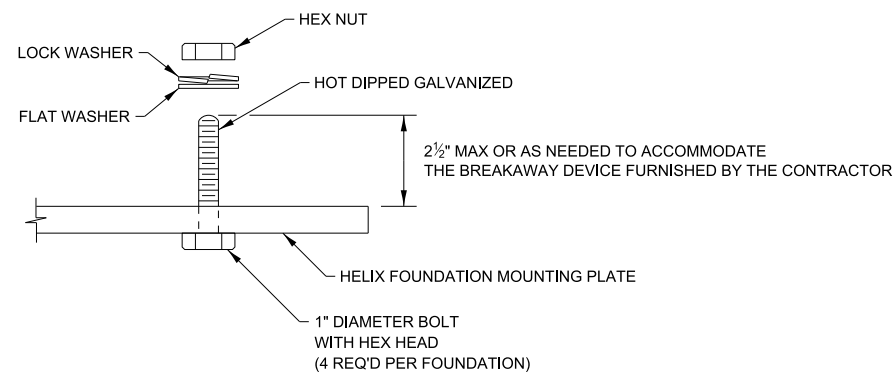 HEX NUT
LOCK WASHER
HOT DIPPED GALVANIZED
FLAT WASHER
2½" MAX OR AS NEEDED TO ACCOMMODATE
THE BREAKAWAY DEVICE FURNISHED BY THE CONTRACTOR
HELIX FOUNDATION MOUNTING PLATE
1" DIAMETER BOLT
WITH HEX HEAD
(4 REQ'D PER FOUNDATION)